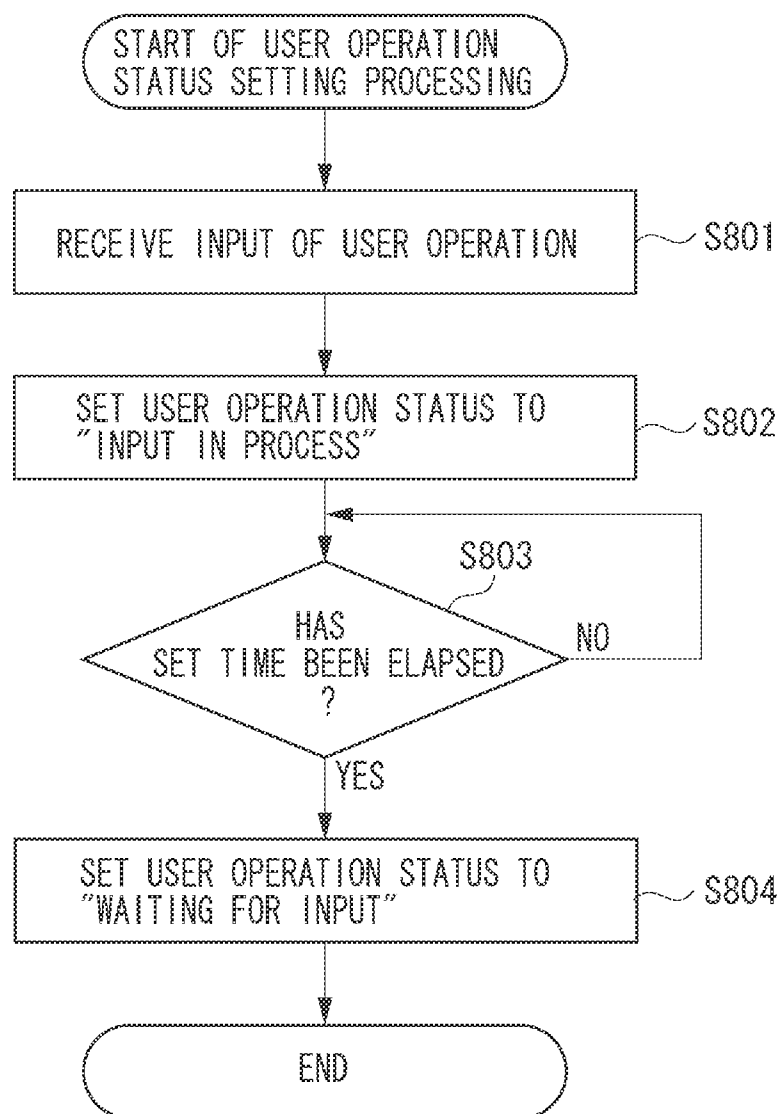 START OF USER OPERATION
STATUS SETTING PROCESSING
RECEIVE INPUT OF USER OPERATION
S801
SET USER OPERATION STATUS TO
"INPUT IN PROCESS"
S802
S803
HAS
SET TIME BEEN ELAPSED
?
NO
YES
SET USER OPERATION STATUS TO
"WAITING FOR INPUT"
S804
END